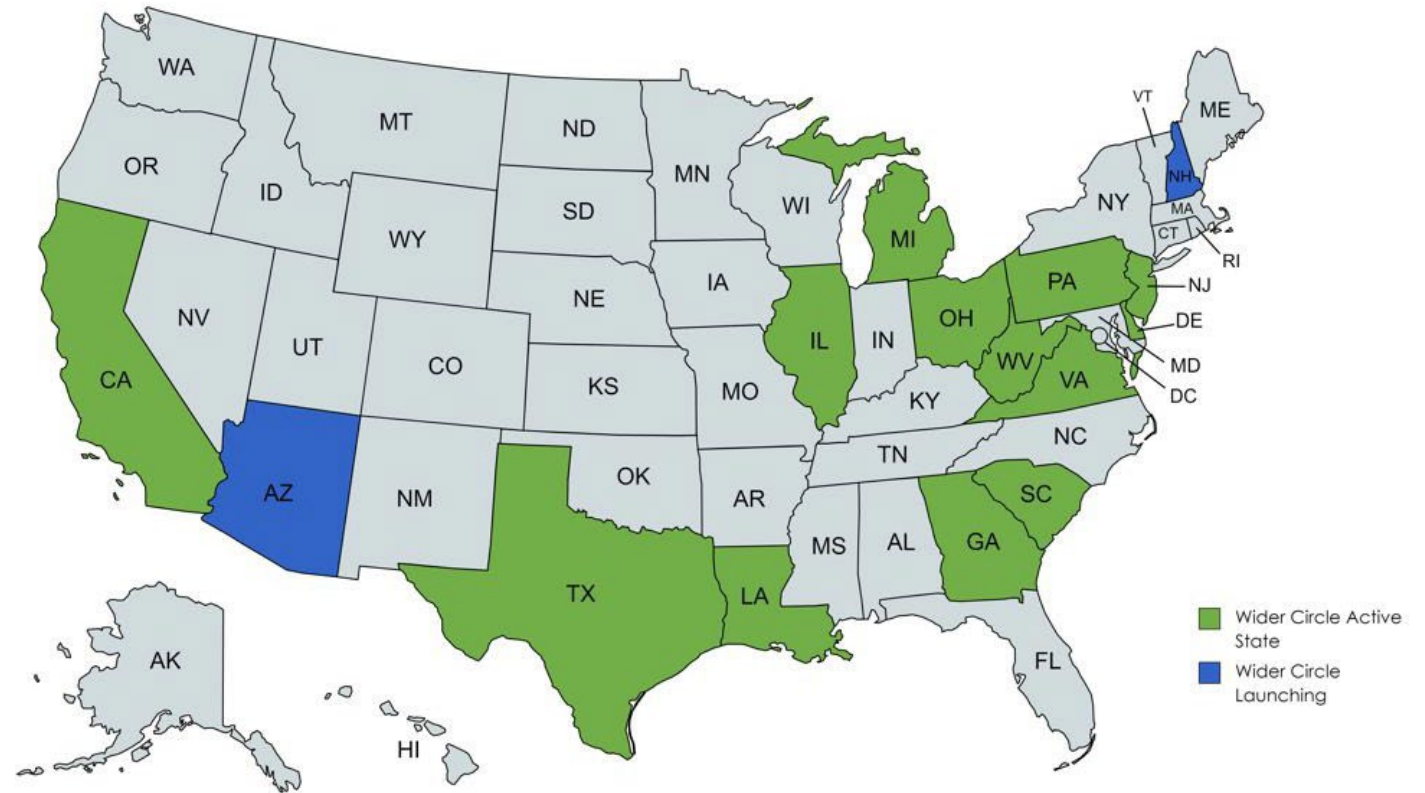 WA
MT
ND
MN
VT
ME
OR
ID
SD
WI
NY
NH
MA
CT
RI
WY
MI
IA
PA
NJ
NE
NV
UT
CO
IL
IN
OH
DE
WV
MD
CA
KS
MO
VA
DC
KY
NC
TN
AZ
NM
OK
AR
SC
MS
AL
GA
TX
LA
Wider Circle Active
State
AK
FL
Wider Circle
Launching
HI